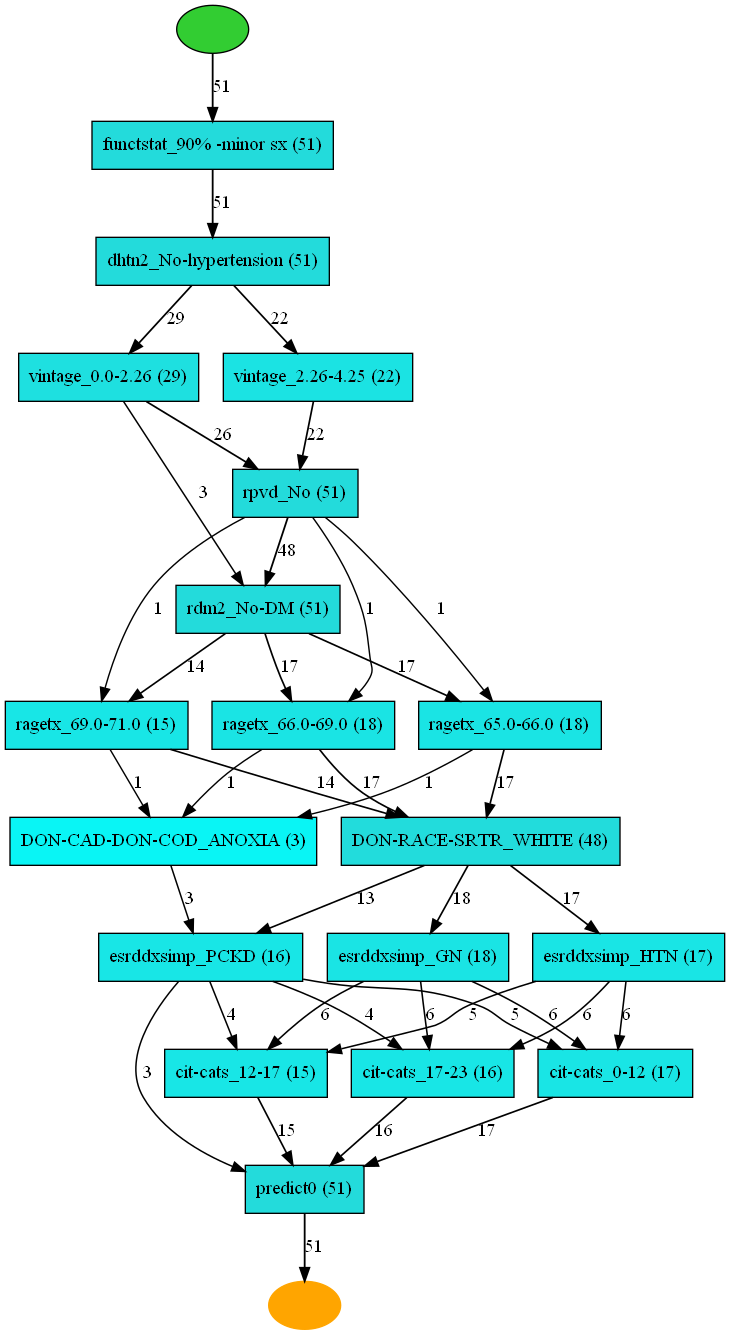 51
functstat_90% -minor sx (51)
51
dhtn2_No-hypertension (51)
29 22
vintage_0.0-2.26 (29) vintage_2.26-4.25 (22)
26 22
rpvd_No (51)
3
48
1 1 1
rdm2_No-DM (51)
14 17 17
ragetx_69.0-71.0 (15) ragetx_66.0-69.0 (18) ragetx_65.0-66.0 (18)
1 14 1 17 1 17
DON-CAD-DON-COD_ANOXIA (3) DON-RACE-SRTR_WHITE (48)
3 13 18 17
esrddxsimp_PCKD (16) esrddxsimp_GN (18) esrddxsimp_HTN (17)
4 6 4 6 5 5 6 6 6
3 cit-cats_12-17 (15) cit-cats_17-23 (16) cit-cats_0-12 (17)
15 16 17
predict0 (51)
51